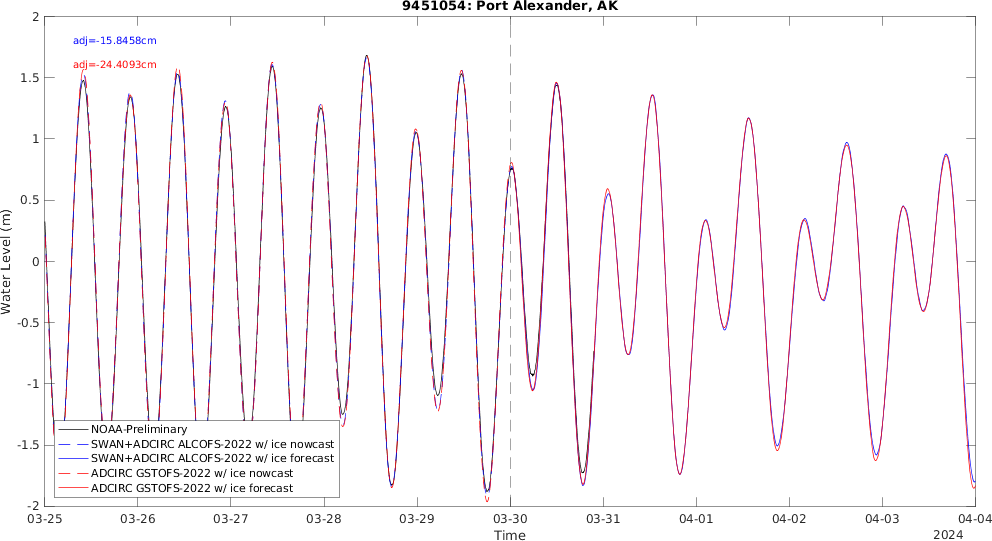 9451054: Port Alexander, AK
adj=-15.8458cm
adj=-24.4093cm
2
1.5
1
0.5
0
-0.5
-1
-1.5
-2
Water Level (m)
NOAA-Preliminary
SWAN+ADCIRC ALCOFS-2022 w/ ice nowcast
SWAN+ADCIRC ALCOFS-2022 w/ ice forecast
ADCIRC GSTOFS-2022 w/ ice nowcast
ADCIRC GSTOFS-2022 w/ ice forecast
03-25 03-26 03-27 03-28 03-29 03-30 03-31 04-01 04-02 04-03 04-04
Time
2024